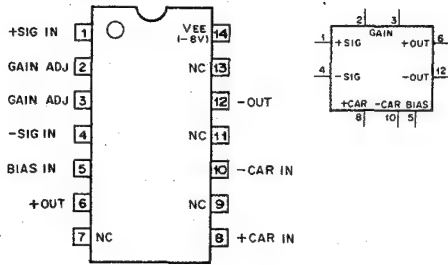 +SIG IN 1
GAIN ADJ 2
GAIN ADJ 3
-SIG IN 4
BIAS IN 5
+OUT 6
7 NC
VEE 14
(-8V)
NC 13
12 -OUT
NC 11
10 -CAR IN
NC 9
8 +CAR IN
2 3
GAIN
1 +SIG +OUT 6
4 -SIG -OUT 12
+CAR -CAR BIAS
8 10 5